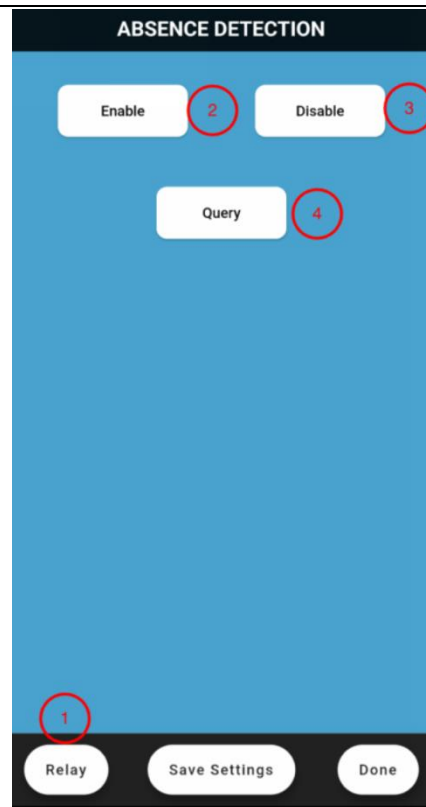 ABSENCE DETECTION
Enable 2 Disable 3
Query 4
1
Relay Save Settings Done